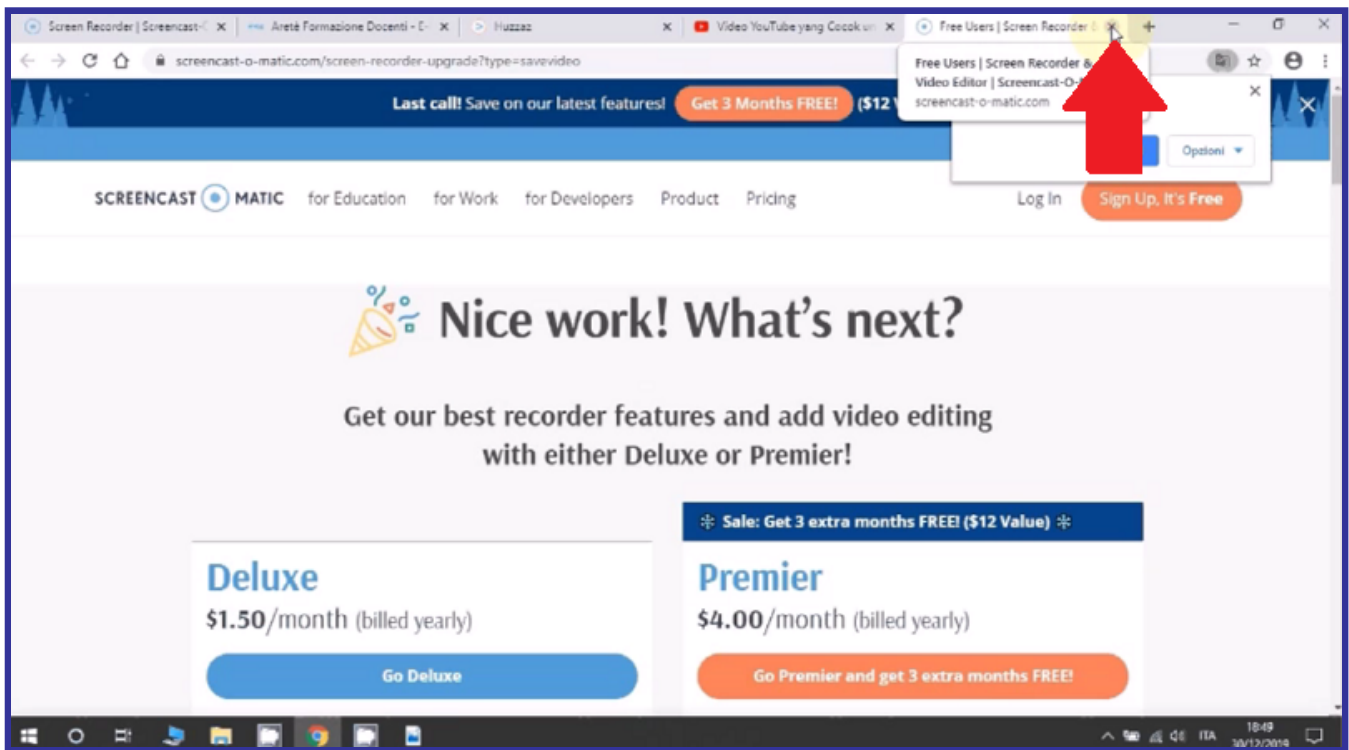 Screen Recorder | Screencast-O
Aretè Formazione Docenti - E-
Huzzaz
Video YouTube yang Cocok un
Free Users | Screen Recorder &
screencast-o-matic.com/screen-recorder-upgrade?type=savevideo
Free Users | Screen Recorder &
Video Editor | Screencast-O-
screencast-o-matic.com
Last call! Save on our latest features!
Get 3 Months FREE!
($12
Opzioni
SCREENCAST MATIC
for Education
for Work
for Developers
Product
Pricing
Log In
Sign Up, It's Free
Nice work! What's next?
Get our best recorder features and add video editing
with either Deluxe or Premier!
Sale: Get 3 extra months FREE! ($12 Value)
Deluxe
$1.50/month (billed yearly)
Go Deluxe
Premier
$4.00/month (billed yearly)
Go Premier and get 3 extra months FREE!
ITA
18:49
30/12/2019